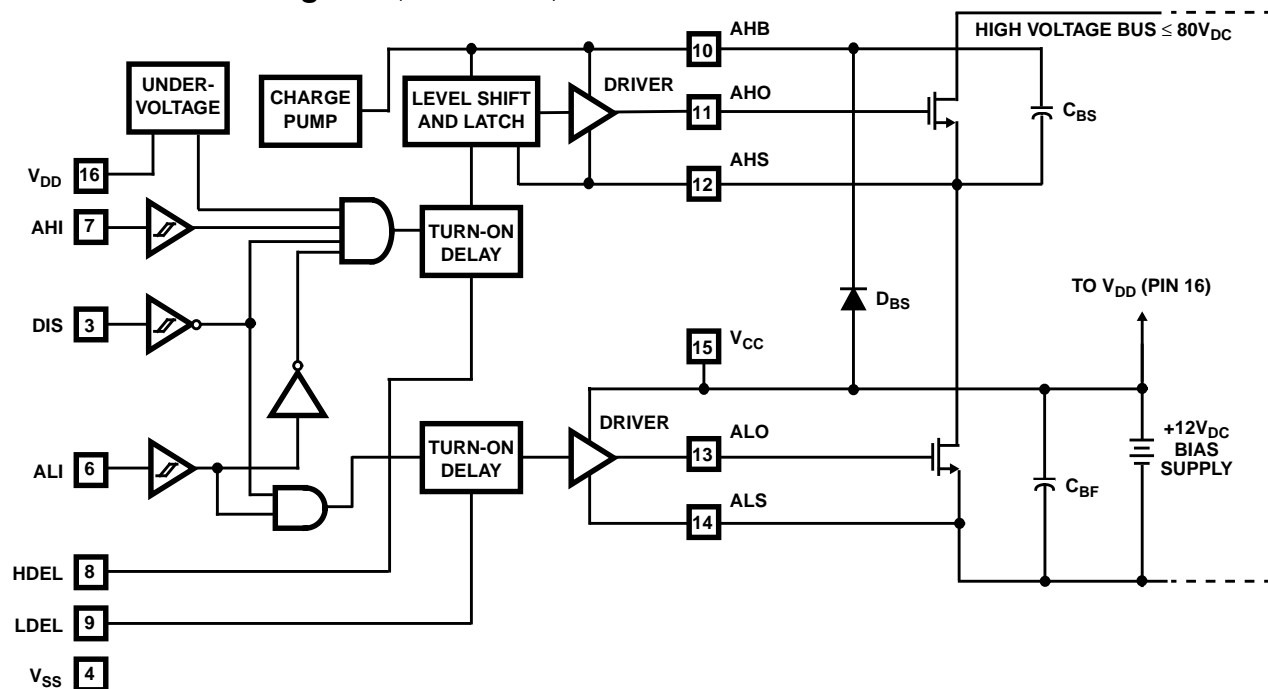 AHB
HIGH VOLTAGE BUS ≤ 80VDC
10
UNDER-
VOLTAGE
CHARGE
PUMP
LEVEL SHIFT
AND LATCH
DRIVER
AHO
11
CBS
AHS
12
VDD 16
AHI 7
TURN-ON
DELAY
DIS 3
DBS
TO VDD (PIN 16)
VCC
15
TURN-ON
DELAY
DRIVER
ALO
13
+12VDC
BIAS
SUPPLY
ALI 6
CBF
ALS
14
HDEL 8
LDEL 9
VSS 4